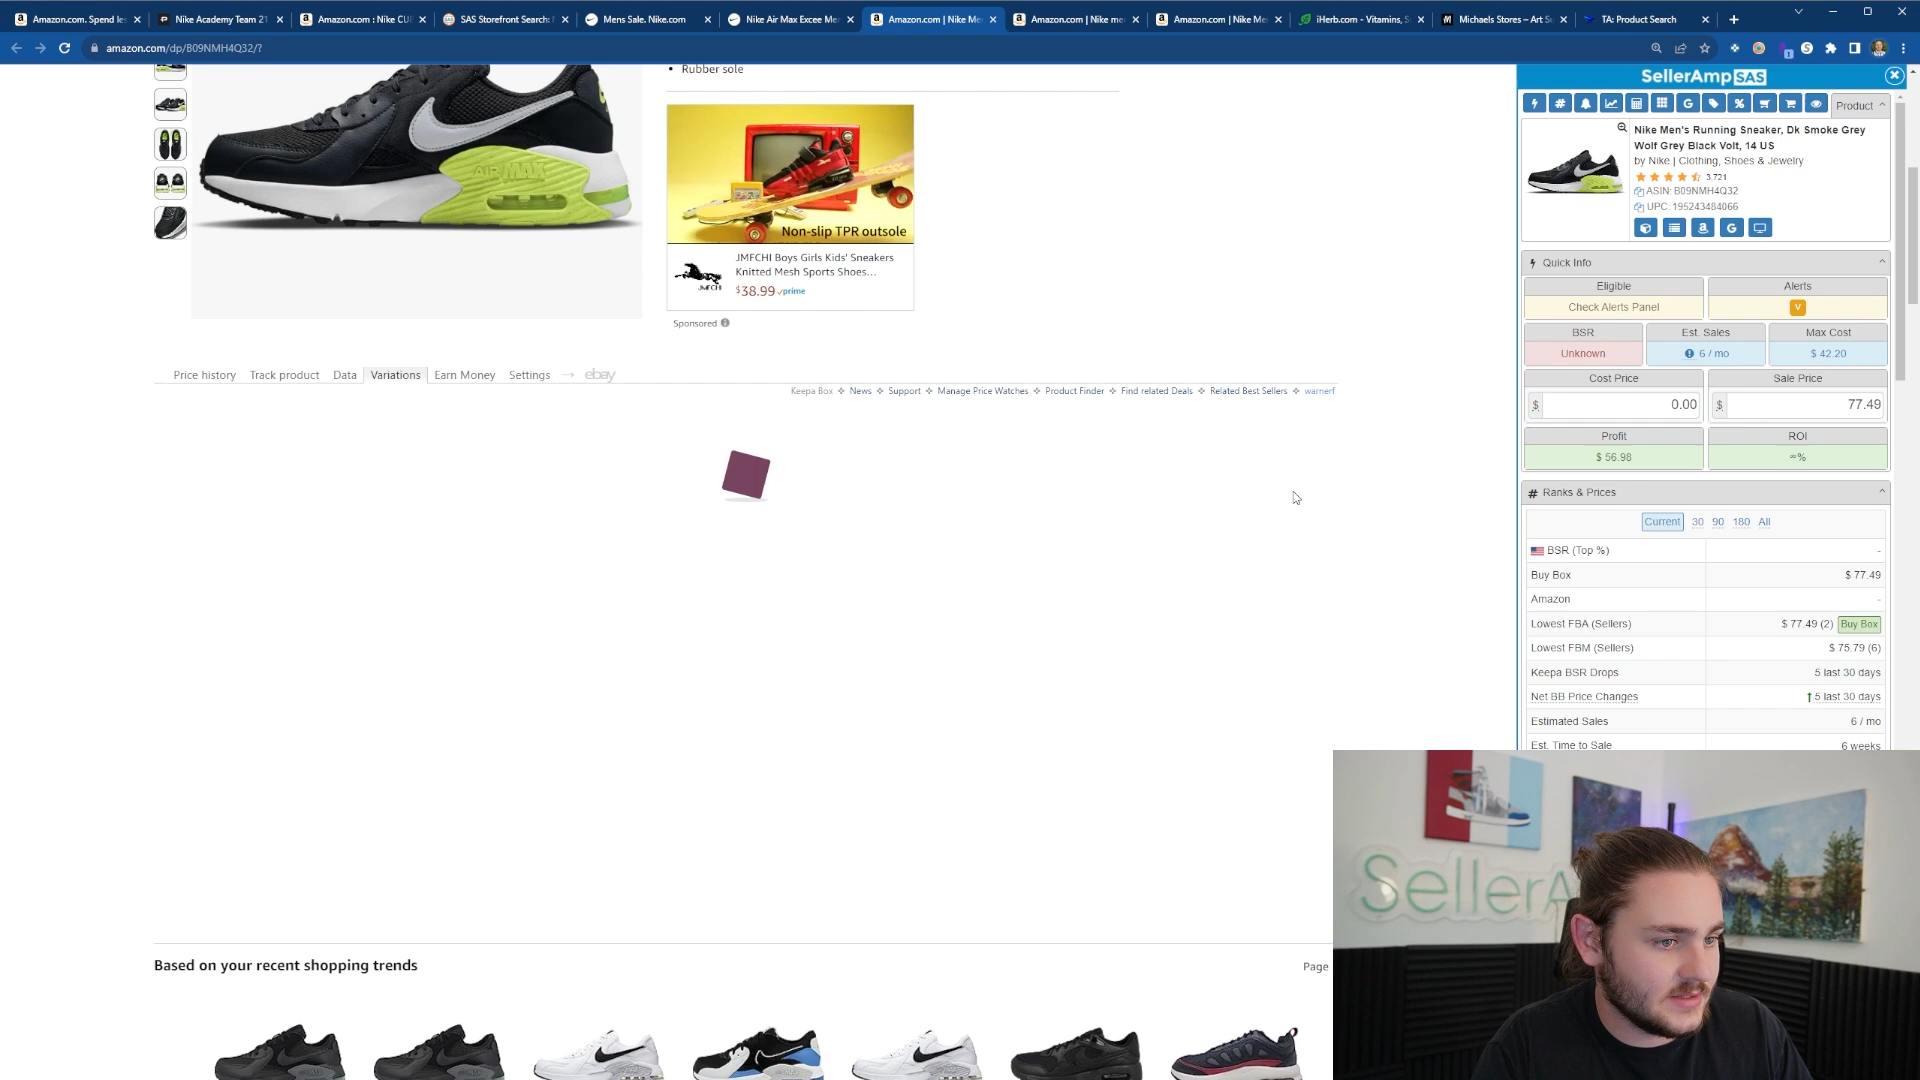 Amazon.com. Spend les
Nike Academy Team 21
Amazon.com : Nike CU8
SAS Storefront Search: N
Mens Sale. Nike.com
Nike Air Max Excee Men
Amazon.com | Nike Me
Amazon.com | Nike men
Amazon.com | Nike Me
iHerb.com - Vitamins, S
Michaels Stores – Art Su
TA: Product Search
amazon.com/dp/B09NMH4Q32/?
• Rubber sole
AIR MAX
Non-slip TPR outsole
JMFCHI
JMFCHI Boys Girls Kids' Sneakers
Knitted Mesh Sports Shoes...
$38.99 prime
Sponsored
Price history
Track product
Data
Variations
Earn Money
Settings
ebay
Keepa Box
News
Support
Manage Price Watches
Product Finder
Find related Deals
Related Best Sellers
warnerf
Based on your recent shopping trends
Page
SellerAmp SAS
Product
Nike Men's Running Sneaker, Dk Smoke Grey
Wolf Grey Black Volt, 14 US
by Nike | Clothing, Shoes & Jewelry
3,721
ASIN: B09NMH4Q32
UPC: 195243484066
Quick Info
Eligible
Alerts
Check Alerts Panel
V
BSR
Est. Sales
Max Cost
Unknown
6 / mo
$ 42.20
Cost Price
Sale Price
$ 0.00
$ 77.49
Profit
ROI
$ 56.98
∞%
# Ranks & Prices
Current 30 90 180 All
BSR (Top %) -
Buy Box $ 77.49
Amazon -
Lowest FBA (Sellers) $ 77.49 (2) Buy Box
Lowest FBM (Sellers) $ 75.79 (6)
Keepa BSR Drops 5 last 30 days
Net BB Price Changes 5 last 30 days
Estimated Sales 6 / mo
Est. Time to Sale 6 weeks
SellerA